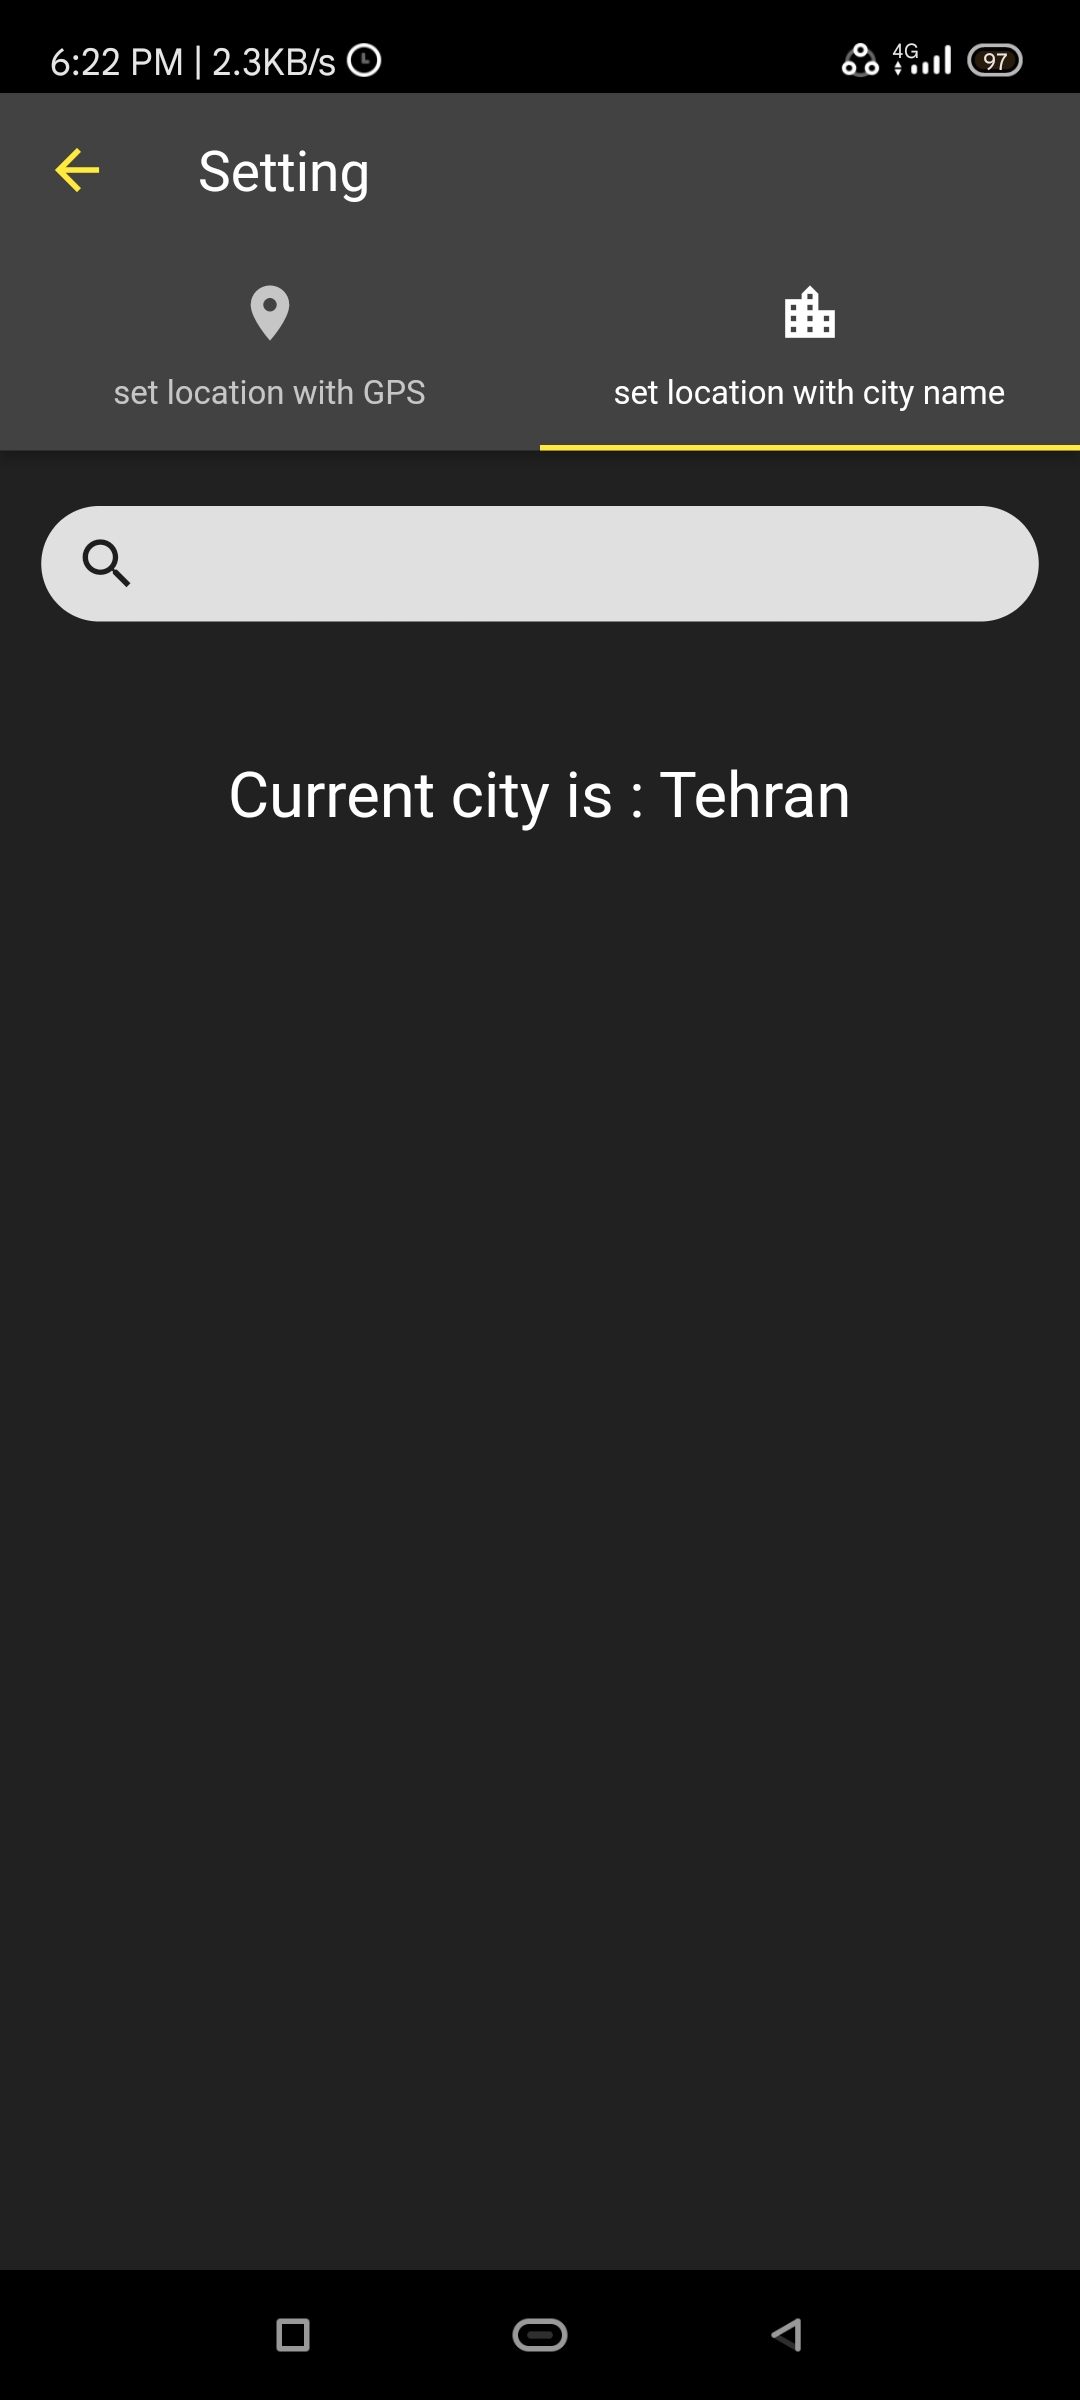 6:22 PM | 2.3KB/s
4G
97
Setting
set location with GPS
set location with city name
Current city is : Tehran